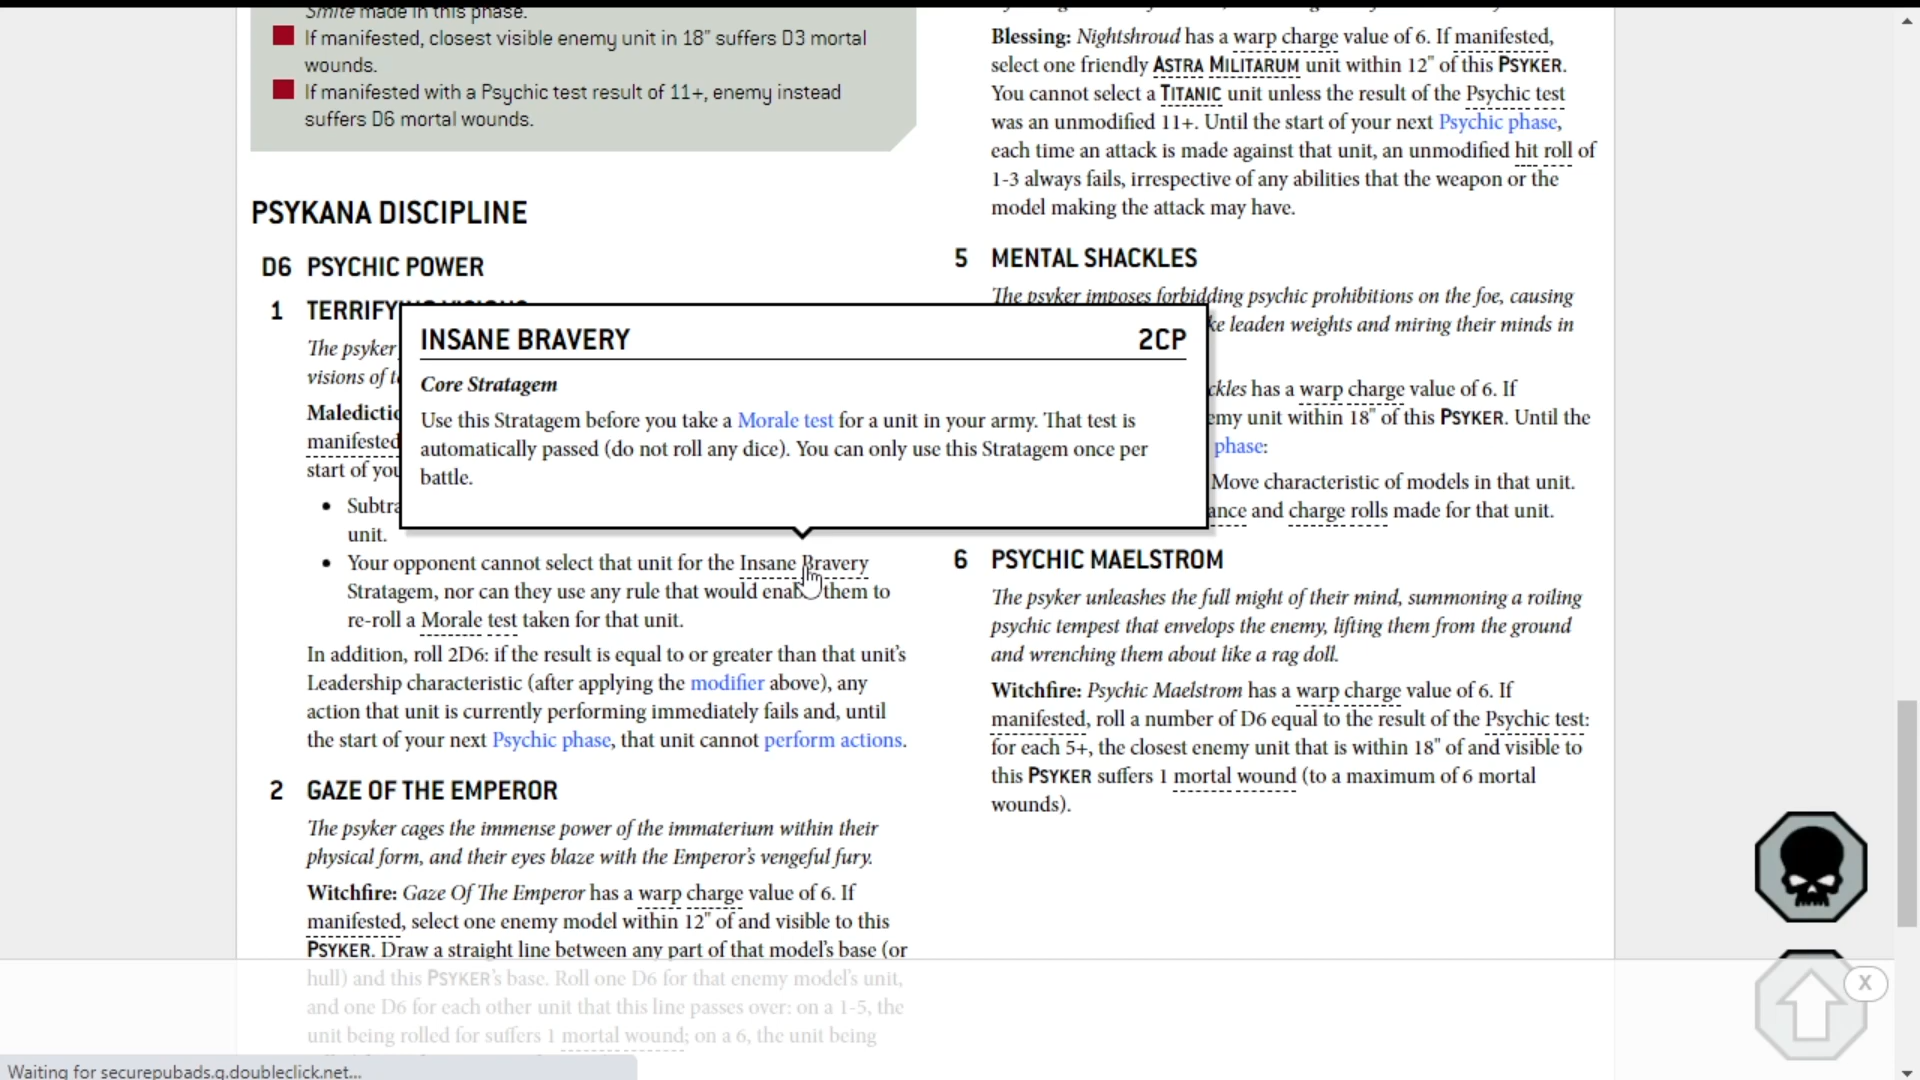 Smite made in this phase.
If manifested, closest visible enemy unit in 18" suffers D3 mortal
wounds.
If manifested with a Psychic test result of 11+, enemy instead
suffers D6 mortal wounds.
PSYKANA DISCIPLINE
D6 PSYCHIC POWER
1 TERRIFYING VISIONS
The psyker
visions of
Maledictio
manifested
start of you
Subtra
unit.
Your opponent cannot select that unit for the Insane Bravery
Stratagem, nor can they use any rule that would enable them to
re-roll a Morale test taken for that unit.
In addition, roll 2D6: if the result is equal to or greater than that unit's
Leadership characteristic (after applying the modifier above), any
action that unit is currently performing immediately fails and, until
the start of your next Psychic phase, that unit cannot perform actions.
2 GAZE OF THE EMPEROR
The psyker cages the immense power of the immaterium within their
physical form, and their eyes blaze with the Emperor's vengeful fury.
Witchfire: Gaze Of The Emperor has a warp charge value of 6. If
manifested, select one enemy model within 12" of and visible to this
PSYKER. Draw a straight line between any part of that model's base (or
hull) and this PSYKER's base. Roll one D6 for that enemy model's unit,
and one D6 for each other unit that this line passes over: on a 1-5, the
unit being rolled for suffers 1 mortal wound; on a 6, the unit being
INSANE BRAVERY 2CP
Core Stratagem
Use this Stratagem before you take a Morale test for a unit in your army. That test is
automatically passed (do not roll any dice). You can only use this Stratagem once per
battle.
Blessing: Nightshroud has a warp charge value of 6. If manifested,
select one friendly ASTRA MILITARUM unit within 12" of this PSYKER.
You cannot select a TITANIC unit unless the result of the Psychic test
was an unmodified 11+. Until the start of your next Psychic phase,
each time an attack is made against that unit, an unmodified hit roll of
1-3 always fails, irrespective of any abilities that the weapon or the
model making the attack may have.
5 MENTAL SHACKLES
The psyker imposes forbidding psychic prohibitions on the foe, causing
ke leaden weights and miring their minds in
ckles has a warp charge value of 6. If
emy unit within 18" of this PSYKER. Until the
phase:
Move characteristic of models in that unit.
ance and charge rolls made for that unit.
6 PSYCHIC MAELSTROM
The psyker unleashes the full might of their mind, summoning a roiling
psychic tempest that envelops the enemy, lifting them from the ground
and wrenching them about like a rag doll.
Witchfire: Psychic Maelstrom has a warp charge value of 6. If
manifested, roll a number of D6 equal to the result of the Psychic test:
for each 5+, the closest enemy unit that is within 18" of and visible to
this PSYKER suffers 1 mortal wound (to a maximum of 6 mortal
wounds).
X
Waiting for securepubads.g.doubleclick.net...